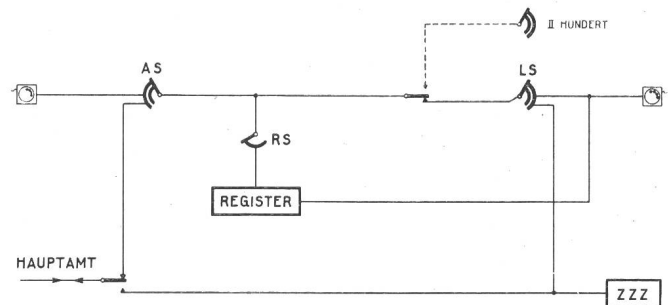 II HUNDERT
AS
LS
RS
REGISTER
HAUPTAMT
ZZZ